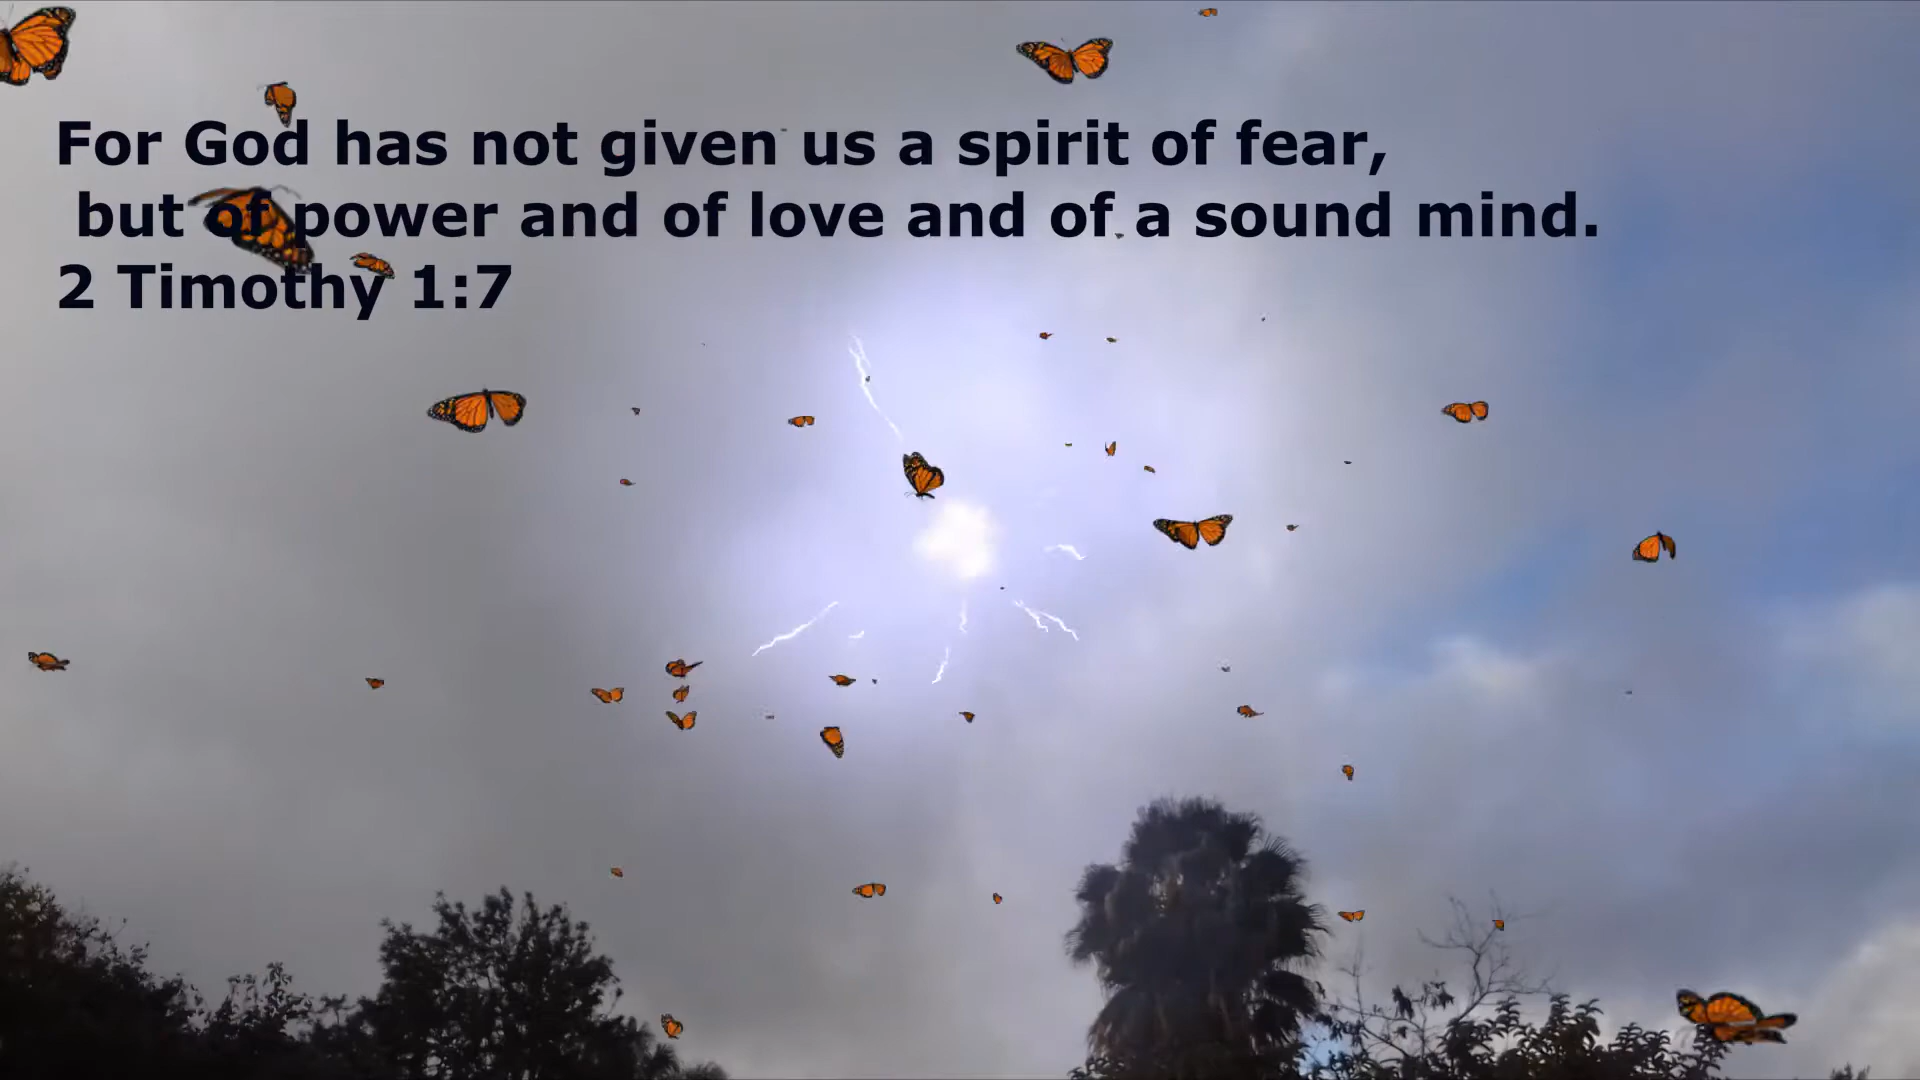 For God has not given us a spirit of fear,
but of power and of love and of a sound mind.
2 Timothy 1:7